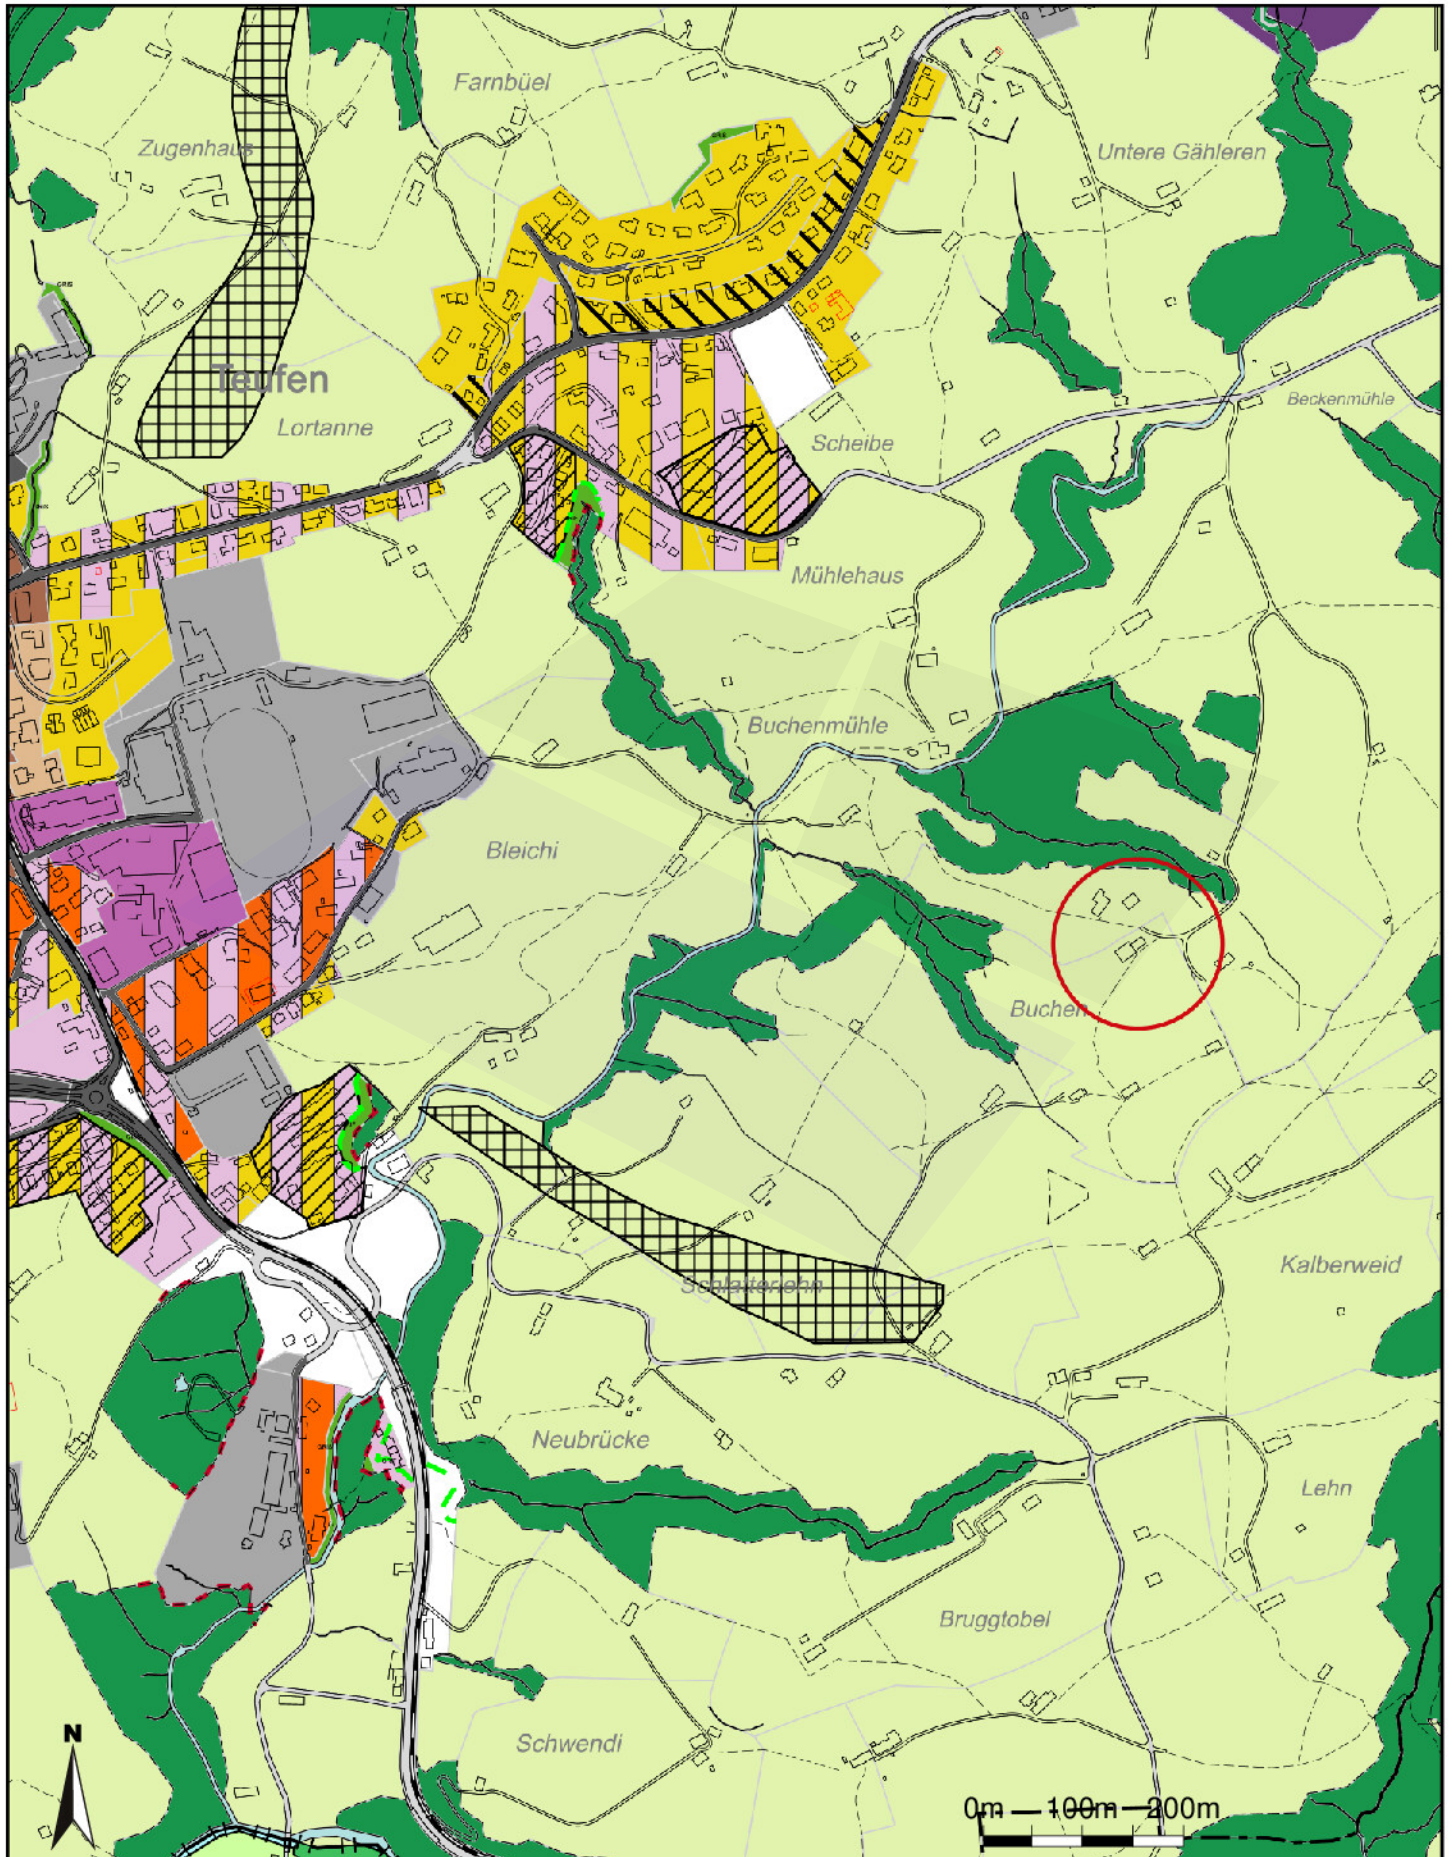 Farnbüel
Zugenhaus
Untere Gähleren
Teufen
Lortanne
Beckenmühle
Scheibe
Mühlehaus
Buchenmühle
Bleichi
Buchen
Kalberweid
Schlatterlehn
Neubrücke
Lehn
Bruggtobel
Schwendi
N
0m 100m 200m